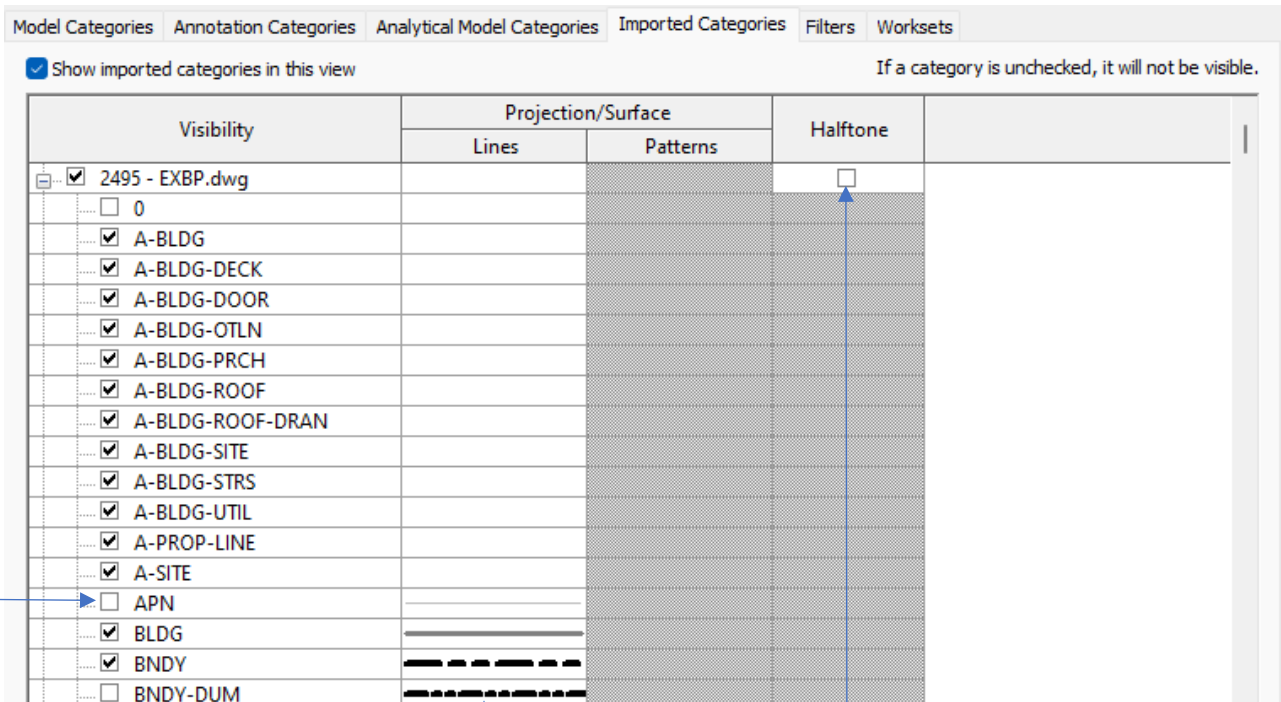 Model Categories Annotation Categories Analytical Model Categories Imported Categories Filters Worksets
Show imported categories in this view If a category is unchecked, it will not be visible.
Visibility Projection/Surface Halftone
Lines Patterns
2495 - EXBP.dwg
0
A-BLDG
A-BLDG-DECK
A-BLDG-DOOR
A-BLDG-OTLN
A-BLDG-PRCH
A-BLDG-ROOF
A-BLDG-ROOF-DRAN
A-BLDG-SITE
A-BLDG-STRS
A-BLDG-UTIL
A-PROP-LINE
A-SITE
APN
BLDG
BNDY
BNDY-DUM